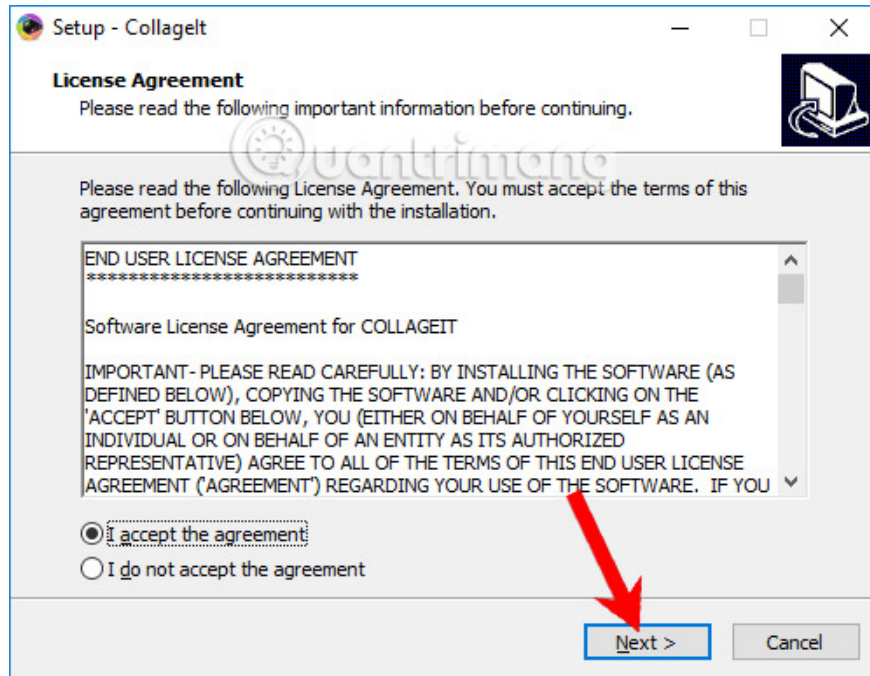 Setup - CollageIt
License Agreement
Please read the following important information before continuing.
Quantrimang
Please read the following License Agreement. You must accept the terms of this
agreement before continuing with the installation.
END USER LICENSE AGREEMENT
**************************
Software License Agreement for COLLAGEIT
IMPORTANT- PLEASE READ CAREFULLY: BY INSTALLING THE SOFTWARE (AS
DEFINED BELOW), COPYING THE SOFTWARE AND/OR CLICKING ON THE
'ACCEPT' BUTTON BELOW, YOU (EITHER ON BEHALF OF YOURSELF AS AN
INDIVIDUAL OR ON BEHALF OF AN ENTITY AS ITS AUTHORIZED
REPRESENTATIVE) AGREE TO ALL OF THE TERMS OF THIS END USER LICENSE
AGREEMENT ('AGREEMENT') REGARDING YOUR USE OF THE SOFTWARE.  IF YOU
I accept the agreement
I do not accept the agreement
Next >
Cancel